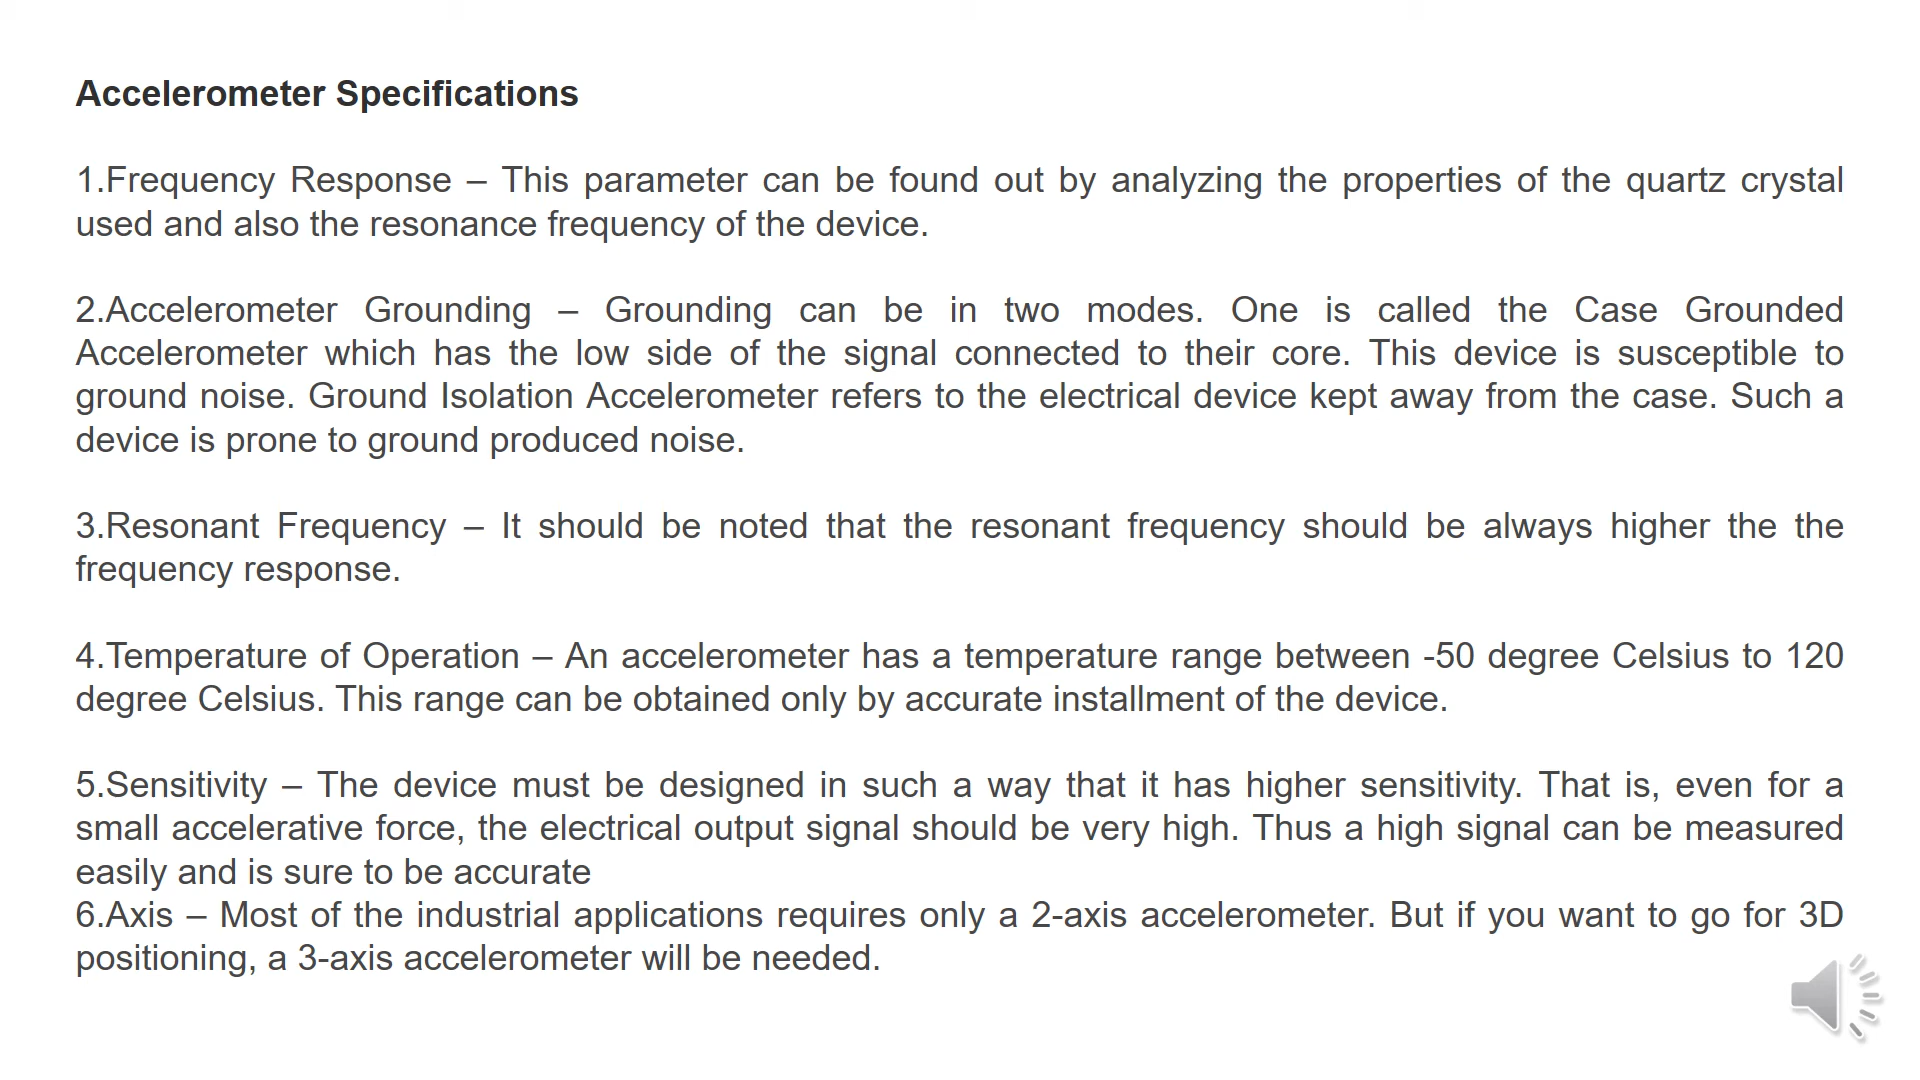 Accelerometer Specifications
1.Frequency Response – This parameter can be found out by analyzing the properties of the quartz crystal
used and also the resonance frequency of the device.
2.Accelerometer Grounding – Grounding can be in two modes. One is called the Case Grounded
Accelerometer which has the low side of the signal connected to their core. This device is susceptible to
ground noise. Ground Isolation Accelerometer refers to the electrical device kept away from the case. Such a
device is prone to ground produced noise.
3.Resonant Frequency – It should be noted that the resonant frequency should be always higher the the
frequency response.
4.Temperature of Operation – An accelerometer has a temperature range between -50 degree Celsius to 120
degree Celsius. This range can be obtained only by accurate installment of the device.
5.Sensitivity – The device must be designed in such a way that it has higher sensitivity. That is, even for a
small accelerative force, the electrical output signal should be very high. Thus a high signal can be measured
easily and is sure to be accurate
6.Axis – Most of the industrial applications requires only a 2-axis accelerometer. But if you want to go for 3D
positioning, a 3-axis accelerometer will be needed.